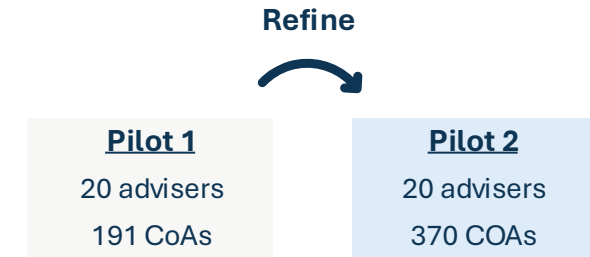 Refine
Pilot 1
20 advisers
191 CoAs
Pilot 2
20 advisers
370 COAs